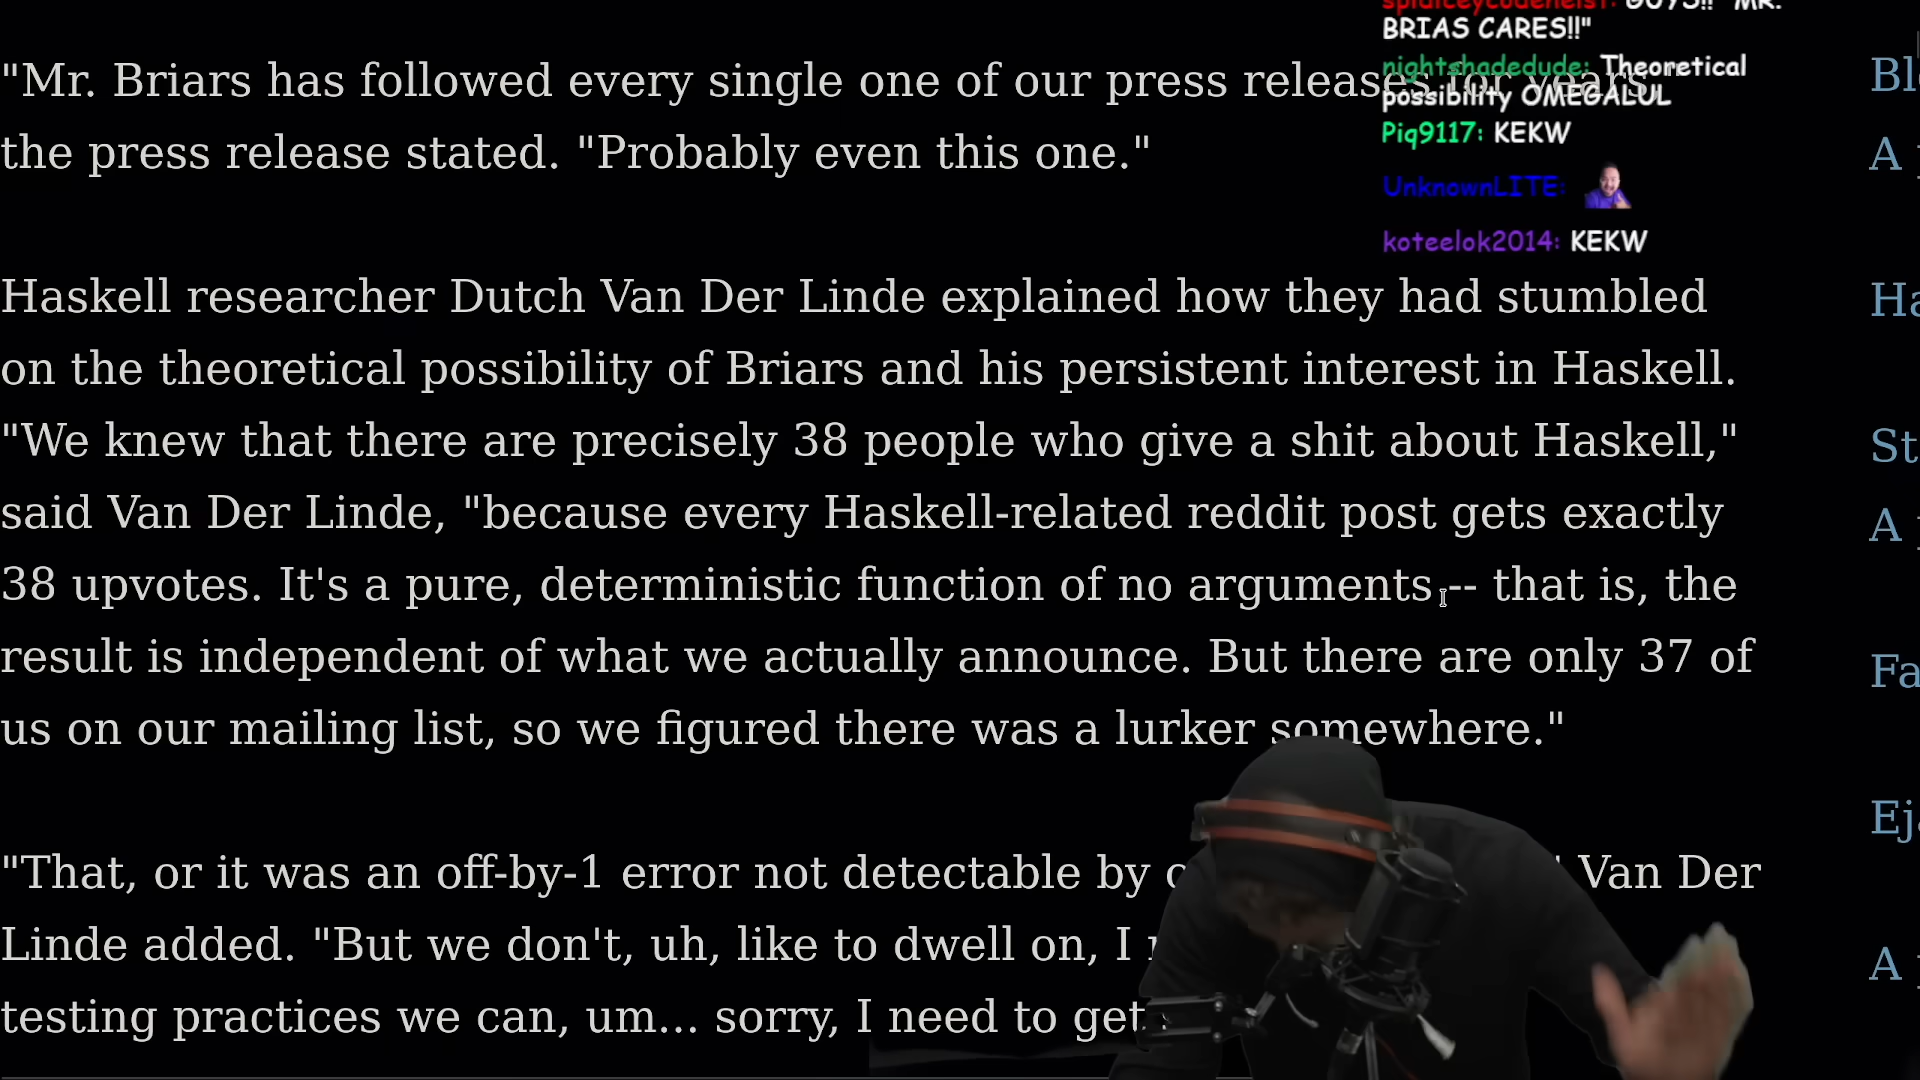 "Mr. Briars has followed every single one of our press releases for years,"
the press release stated. "Probably even this one."
Haskell researcher Dutch Van Der Linde explained how they had stumbled
on the theoretical possibility of Briars and his persistent interest in Haskell.
"We knew that there are precisely 38 people who give a shit about Haskell,"
said Van Der Linde, "because every Haskell-related reddit post gets exactly
38 upvotes. It's a pure, deterministic function of no arguments -- that is, the
result is independent of what we actually announce. But there are only 37 of
us on our mailing list, so we figured there was a lurker somewhere."
"That, or it was an off-by-1 error not detectable by Van Der
Linde added. "But we don't, uh, like to dwell on, I
testing practices we can, um... sorry, I need to get
GUYS!! "MR.
BRIAS CARES!!"
nightshadedude: Theoretical
possibility OMEGALUL
Piq9117: KEKW
UnknownLITE:
koteelok2014: KEKW
A
A
A